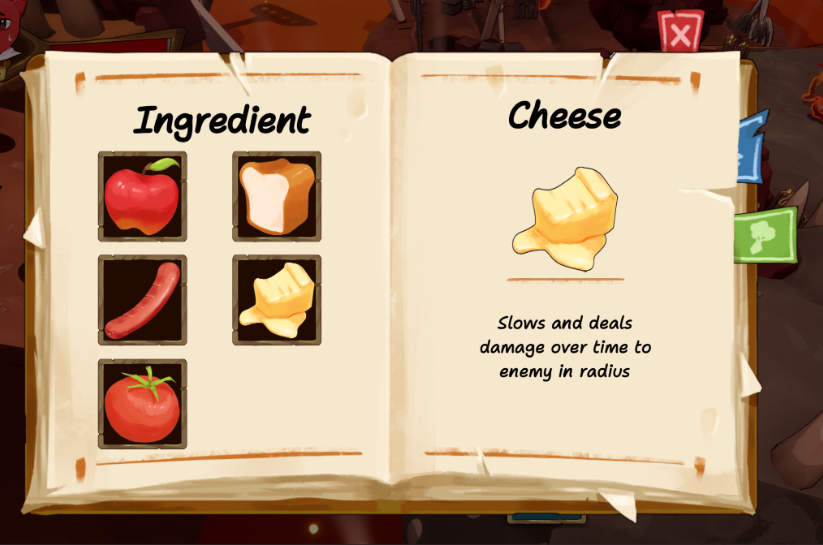 Ingredient
Cheese
Slows and deals
damage over time to
enemy in radius